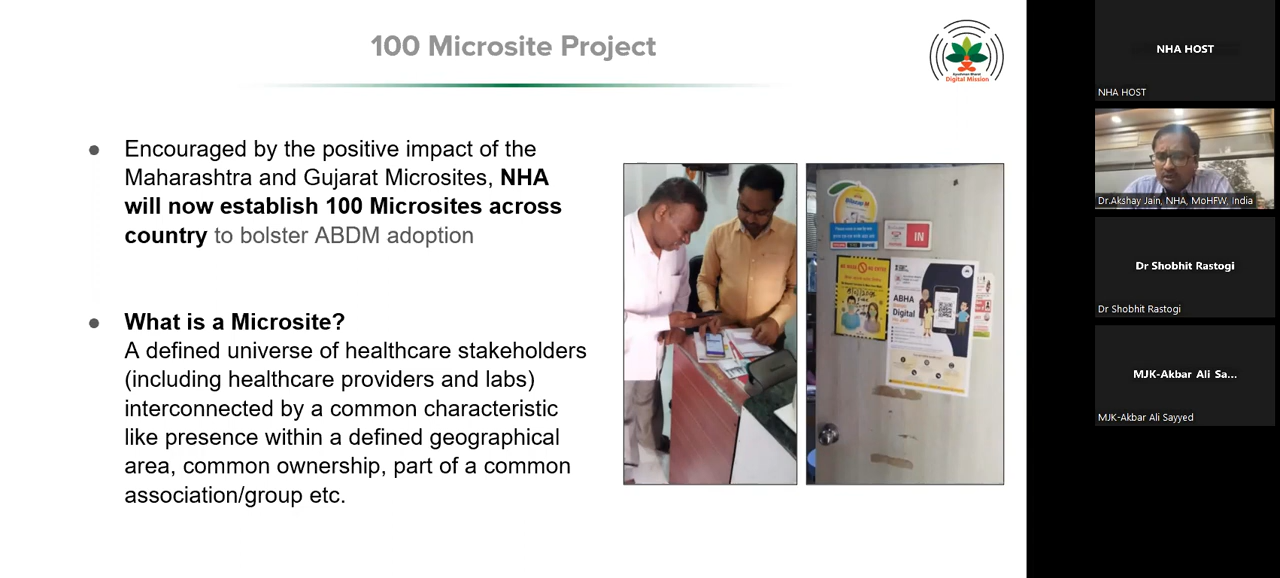 100 Microsite Project
Ayushman Bharat
Digital Mission
Encouraged by the positive impact of the
Maharashtra and Gujarat Microsites, NHA
will now establish 100 Microsites across
country to bolster ABDM adoption
What is a Microsite?
A defined universe of healthcare stakeholders
(including healthcare providers and labs)
interconnected by a common characteristic
like presence within a defined geographical
area, common ownership, part of a common
association/group etc.
IN
ABHA
Digital
NHA HOST
NHA HOST
Dr.Akshay Jain, NHA, MoHFW, India
Dr Shobhit Rastogi
Dr Shobhit Rastogi
MJK-Akbar Ali Sa...
MJK-Akbar Ali Sayyed